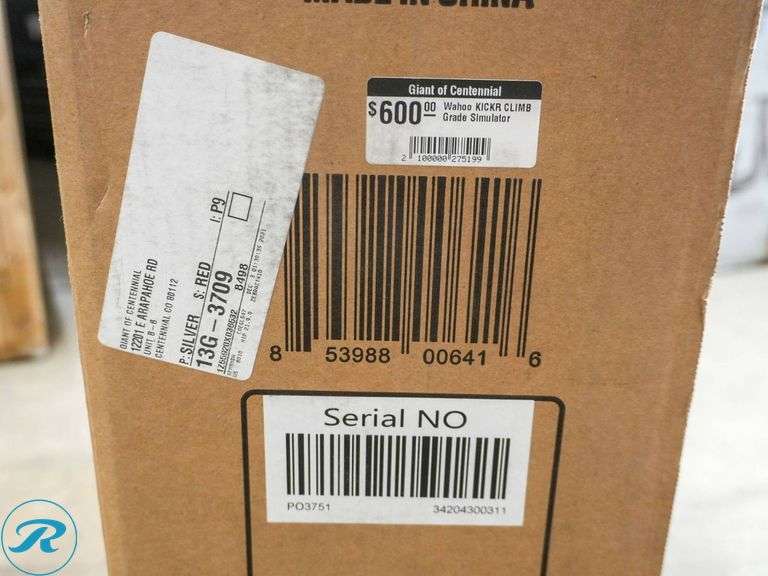 MADE IN CHINA
Giant of Centennial
$600.00 Wahoo KICKR CLIMB
Grade Simulator
2 100000 275199
GIANT OF CENTENNIAL
12201 E ARAPAHOE RD
UNIT B-8
CENTENNIAL CO 80112
P: SILVER S: RED I: P9
13G-3709 8498
8 53988 00641 6
Serial NO
PO3751 34204300311
R